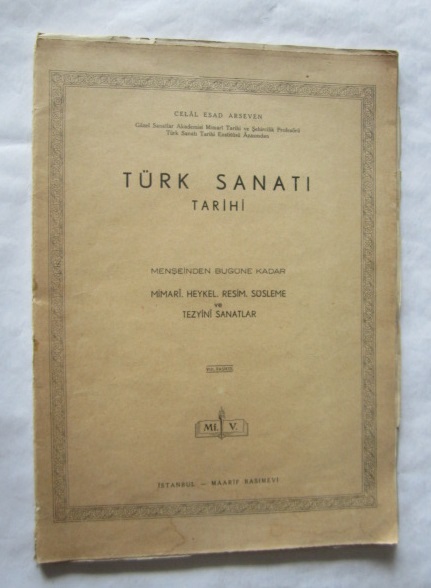 CELÂL ESAD ARSEVEN
Güzel Sanatlar Akademisi Mimarî Tarihi ve Şehircilik Profesörü
Türk Sanatı Tarihi Enstitüsü Âzasından
TÜRK SANATI
TARİHİ
MENŞEİNDEN BUGÜNE KADAR
MİMARÎ, HEYKEL, RESİM, SÜSLEME
ve
TEZYİNÎ SANATLAR
MI. V.
İSTANBUL — MAARİF BASIMEVİ